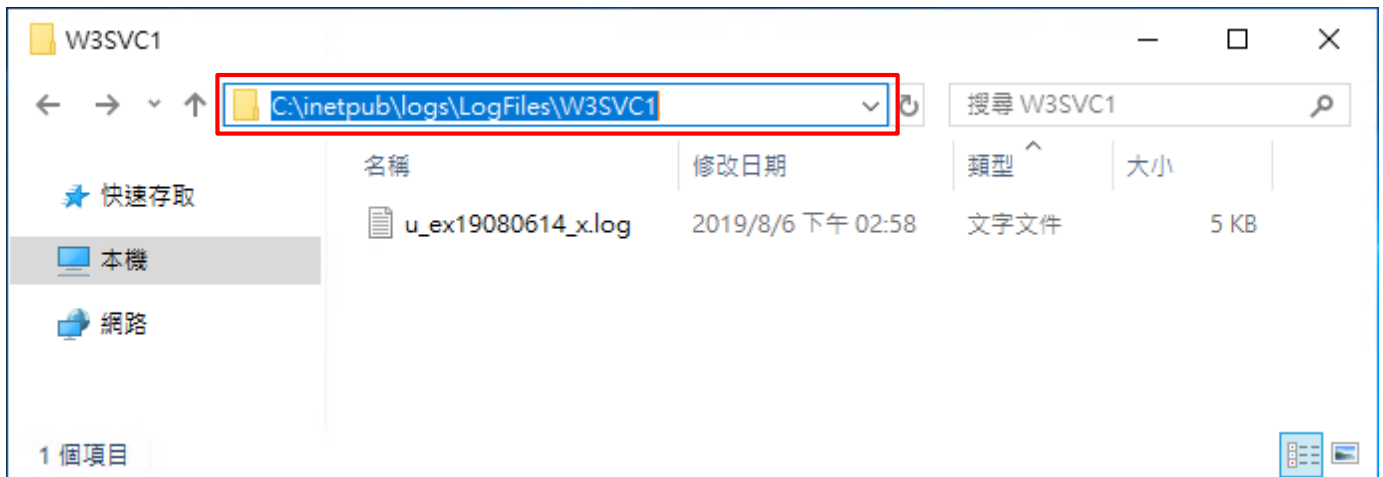 W3SVC1
C:\inetpub\logs\LogFiles\W3SVC1
搜尋 W3SVC1
名稱 修改日期 類型 大小
快速存取
u_ex19080614_x.log 2019/8/6 下午 02:58 文字文件 5 KB
本機
網路
1 個項目